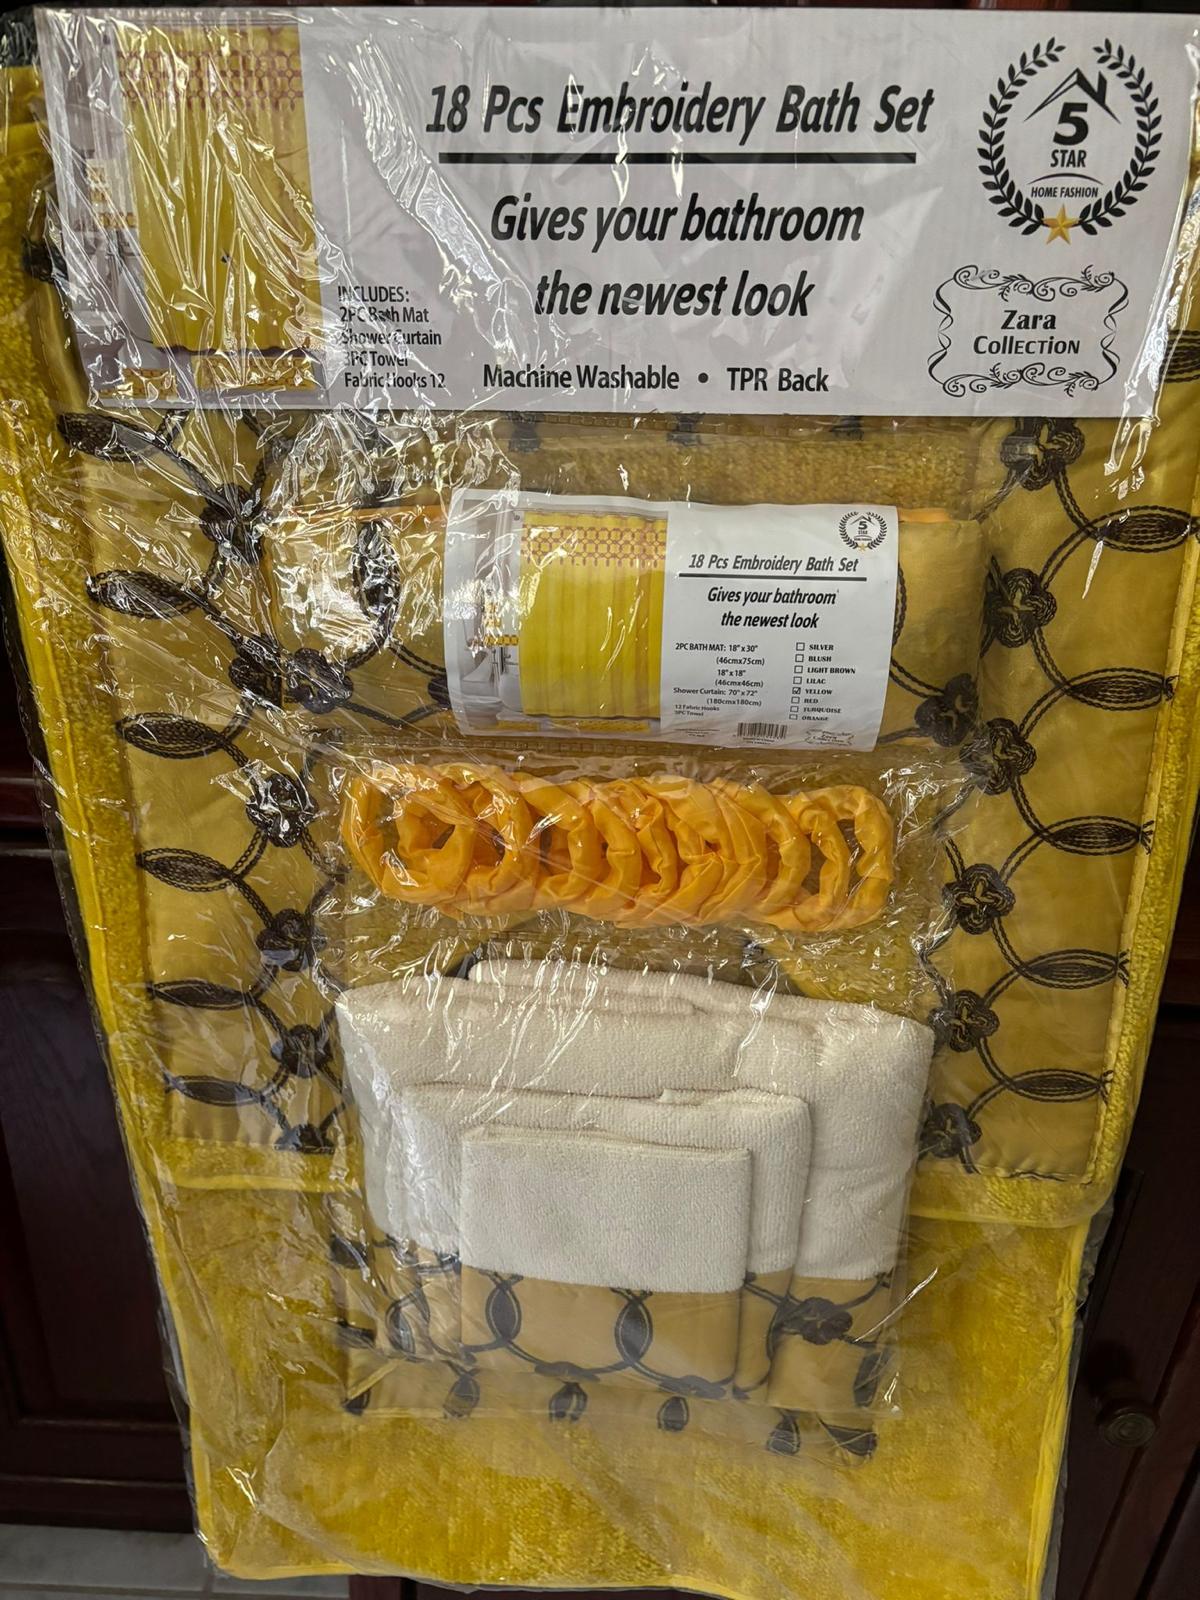 18 Pcs Embroidery Bath Set
Gives your bathroom
the newest look
INCLUDES:
2PC Bath Mat
Shower Curtain
3PC Towel
Fabric Hooks 12
Machine Washable • TPR Back
5
STAR
HOME FASHION
Zara
Collection
18 Pcs Embroidery Bath Set
Gives your bathroom
the newest look
5
2PC BATH MAT: 18" x 30"
(46cmx75cm)
18" x 18"
(46cmx46cm)
Shower Curtain: 70" x 72"
(180cmx180cm)
12 Fabric Hooks
3PC Towel
SILVER
BLUSH
LIGHT BROWN
LILAC
YELLOW
RED
TURQUOISE
ORANGE